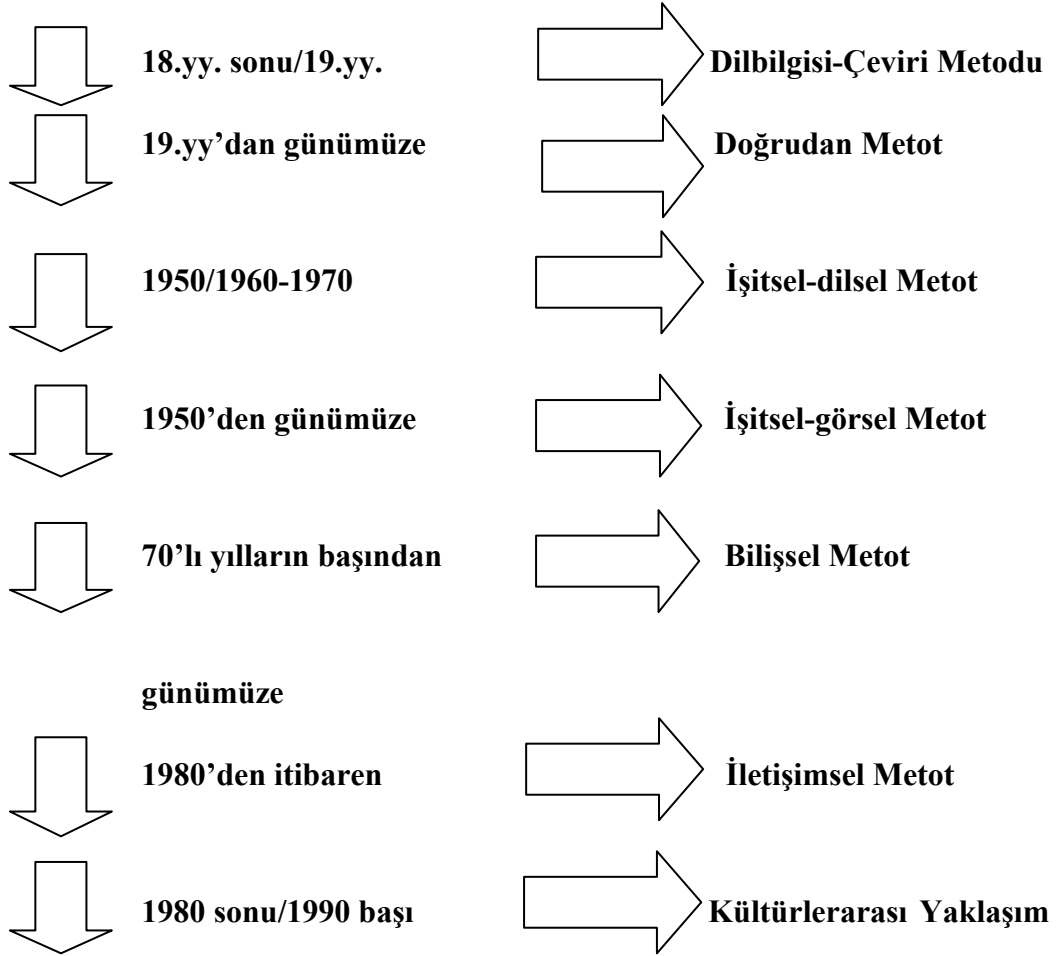 18.yy. sonu/19.yy. Dilbilgisi-Çeviri Metodu
19.yy’dan günümüze Doğrudan Metot
1950/1960-1970 İşitsel-dilsel Metot
1950’den günümüze İşitsel-görsel Metot
70’lı yılların başından Bilişsel Metot
günümüze
1980’den itibaren İletişimsel Metot
1980 sonu/1990 başı Kültürlerarası Yaklaşım